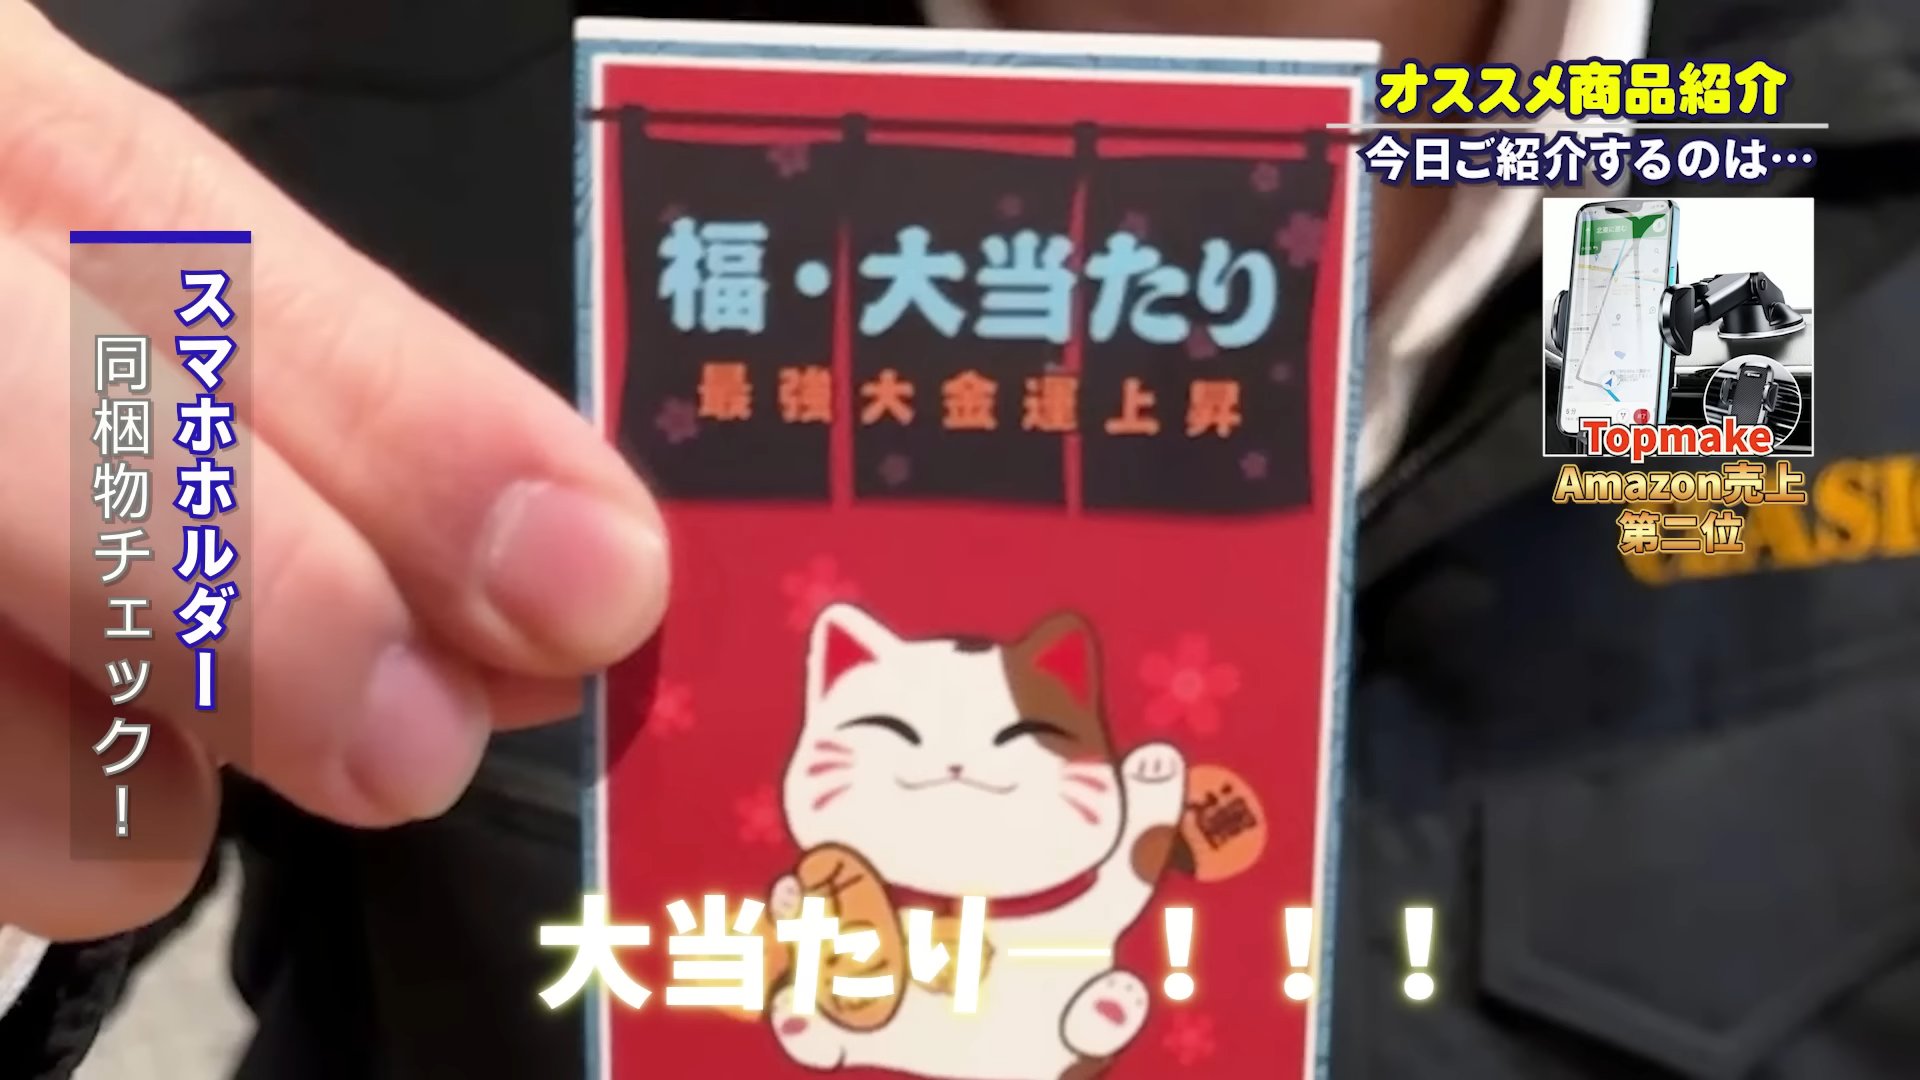 オススメ商品紹介
今日ご紹介するのは…
Topmake
Amazon売上
第二位
スマホホルダー
同梱物チェック！
福・大当たり
最強大金運上昇
運
大当たりー！！！